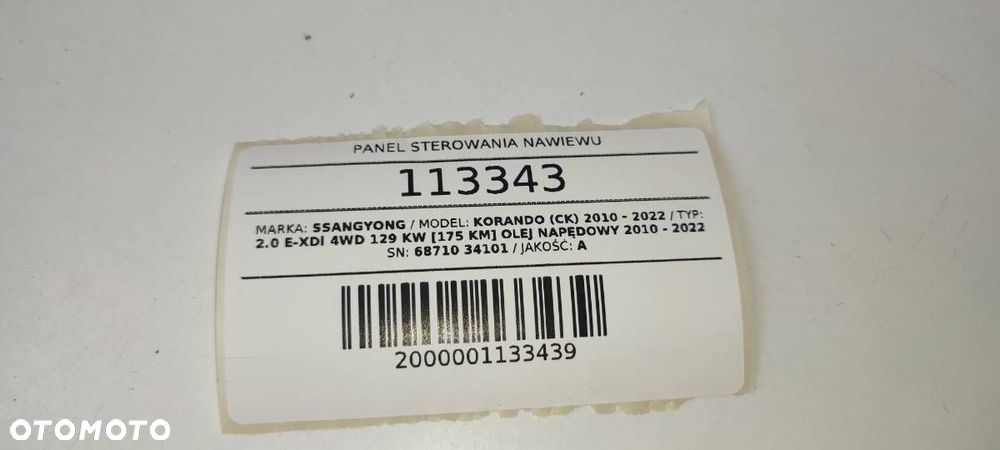 PANEL STEROWANIA NAWIEWU
113343
MARKA: SSANGYONG / MODEL: KORANDO (CK) 2010 - 2022 / TYP:
2.0 E-XDI 4WD 129 KW [175 KM] OLEJ NAPĘDOWY 2010 - 2022
SN: 68710 34101 / JAKOŚĆ: A
2000001133439
OTOMOTO